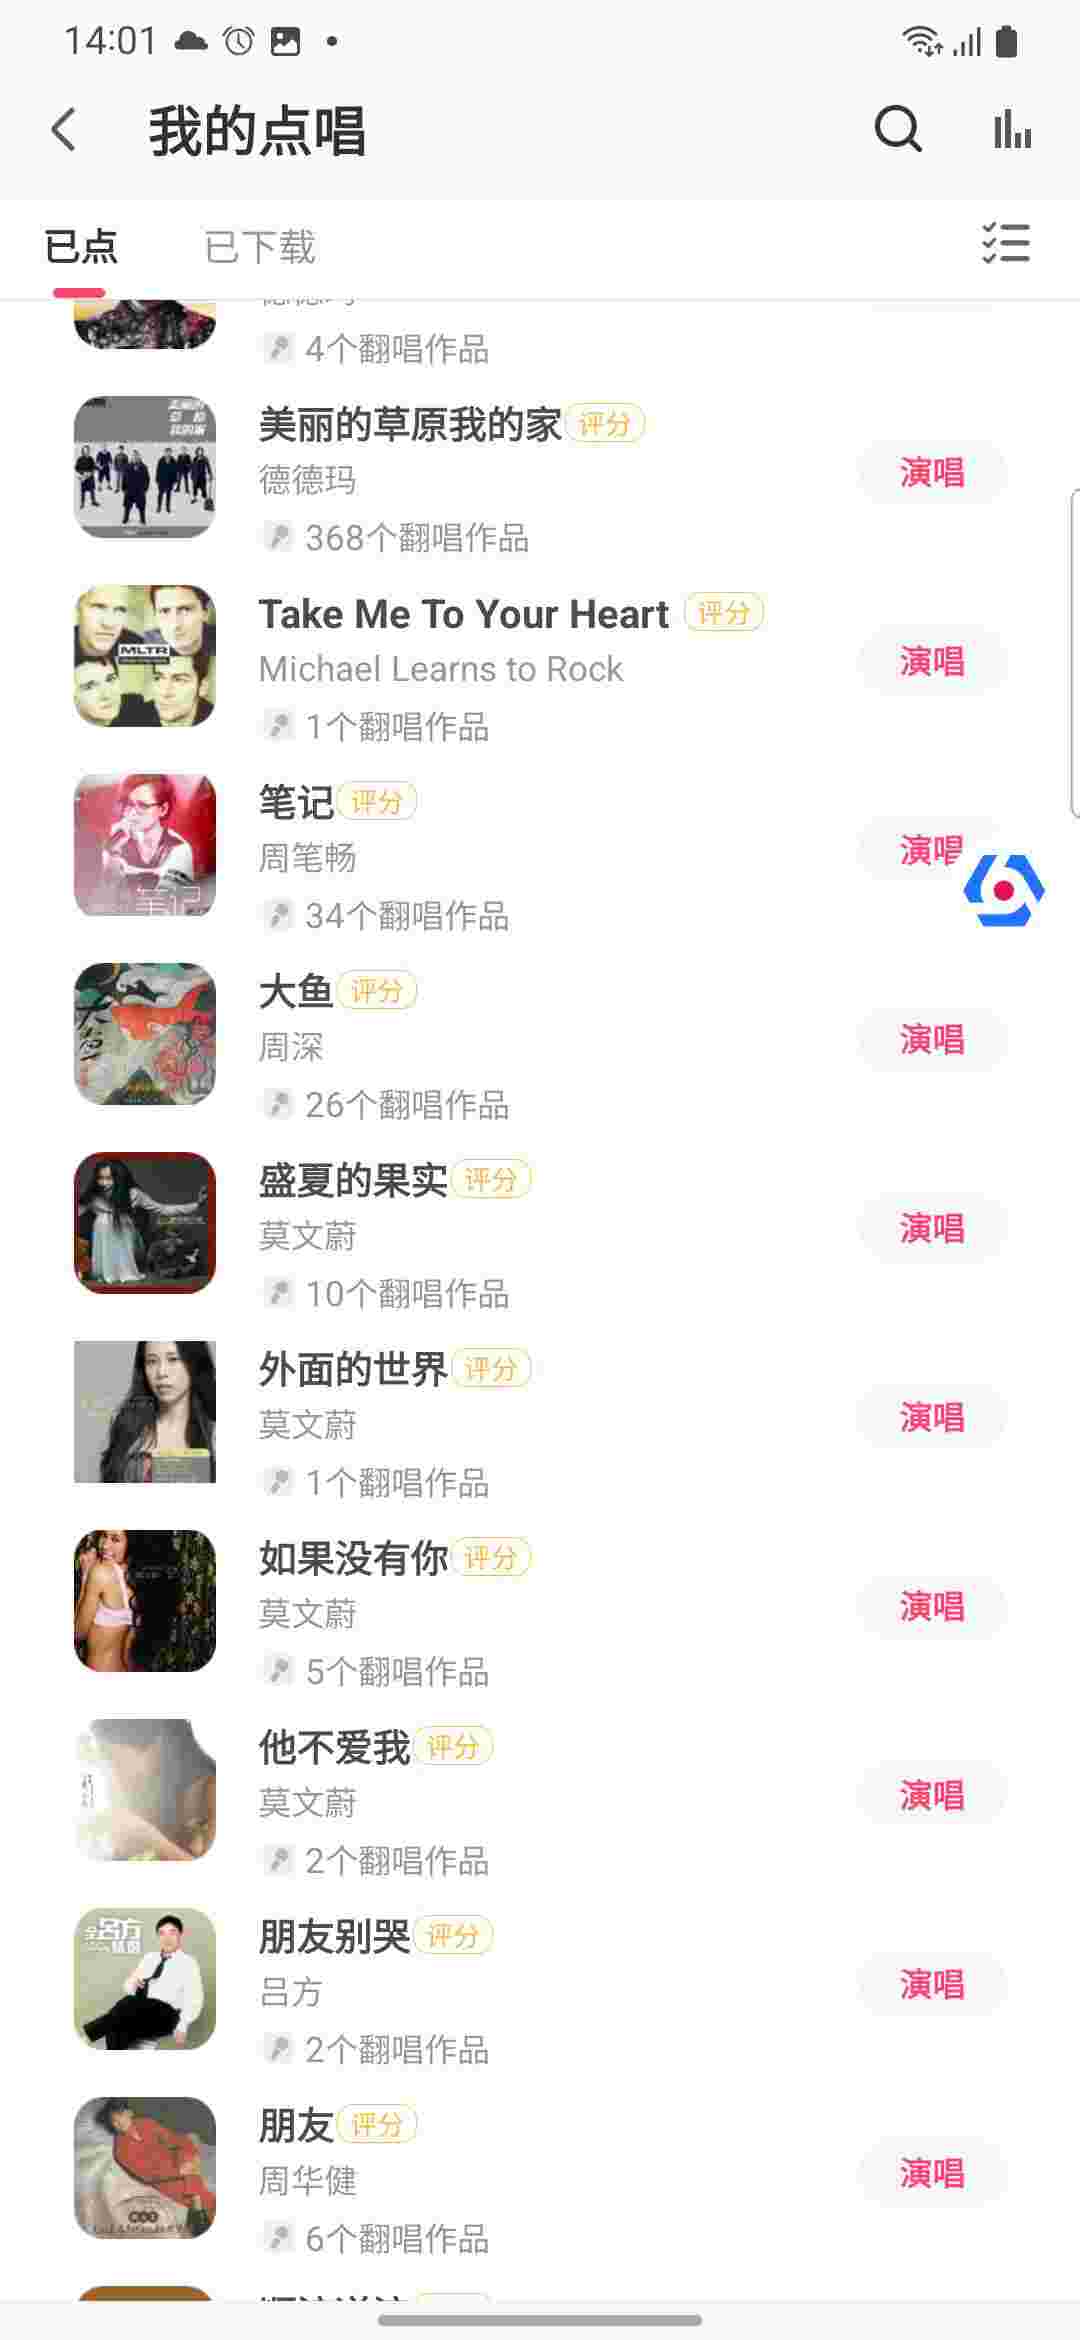 14:01
我的点唱
已点
已下载
4个翻唱作品
美丽的草原我的家 评分
德德玛
演唱
368个翻唱作品
Take Me To Your Heart 评分
Michael Learns to Rock
演唱
1个翻唱作品
MLTR
笔记 评分
周笔畅
演唱
34个翻唱作品
笔记
大鱼 评分
周深
演唱
26个翻唱作品
盛夏的果实 评分
莫文蔚
演唱
10个翻唱作品
外面的世界 评分
莫文蔚
演唱
1个翻唱作品
如果没有你 评分
莫文蔚
演唱
5个翻唱作品
他不爱我 评分
莫文蔚
演唱
2个翻唱作品
朋友别哭 评分
吕方
演唱
2个翻唱作品
朋友 评分
周华健
演唱
6个翻唱作品